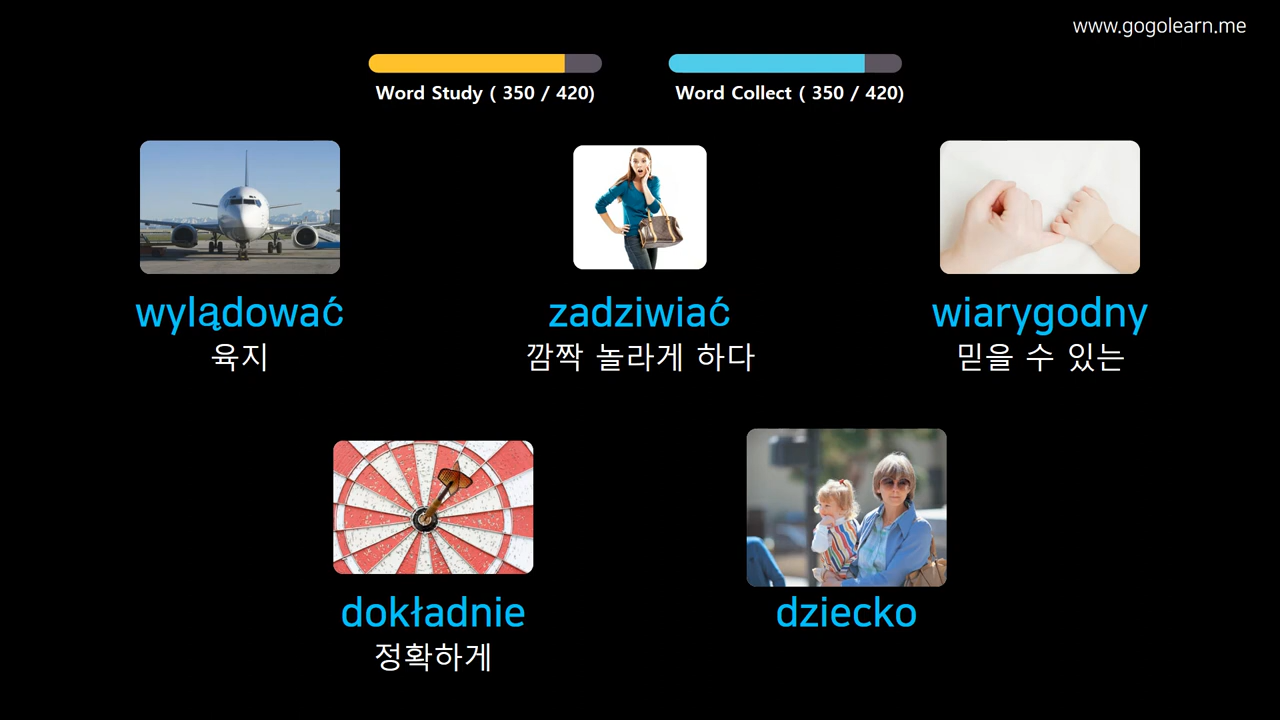 www.gogolearn.me
Word Study ( 350 / 420)
Word Collect ( 350 / 420)
wylądować
육지
zadziwiać
깜짝 놀라게 하다
wiarygodny
믿을 수 있는
dokładnie
정확하게
dziecko